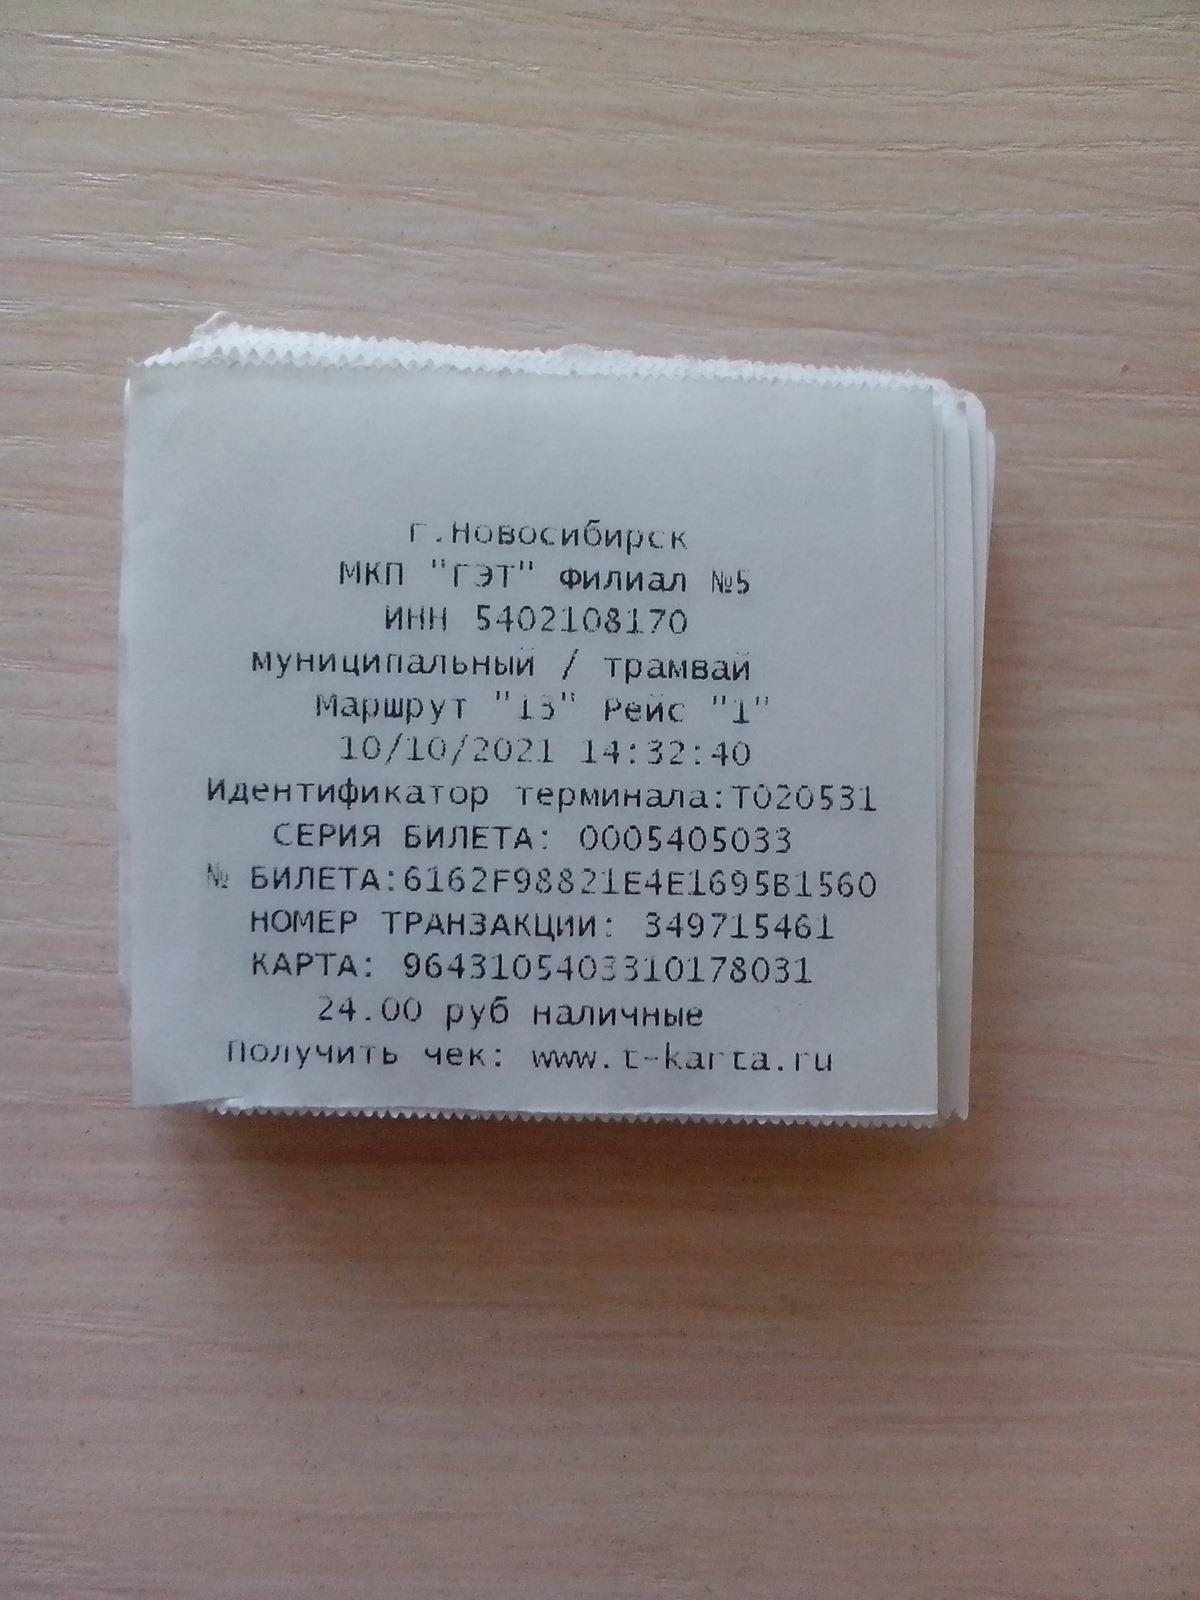 г.Новосибирск
МКП "ГЭТ" Филиал №5
ИНН 5402108170
муниципальный / трамвай
Маршрут "13" Рейс "1"
10/10/2021 14:32:40
Идентификатор терминала:T020531
СЕРИЯ БИЛЕТА: 0005405033
№ БИЛЕТА:6162F98821E4E1695B1560
НОМЕР ТРАНЗАКЦИИ: 349715461
КАРТА: 9643105403310178031
24.00 руб наличные
Получить чек: www.t-karta.ru